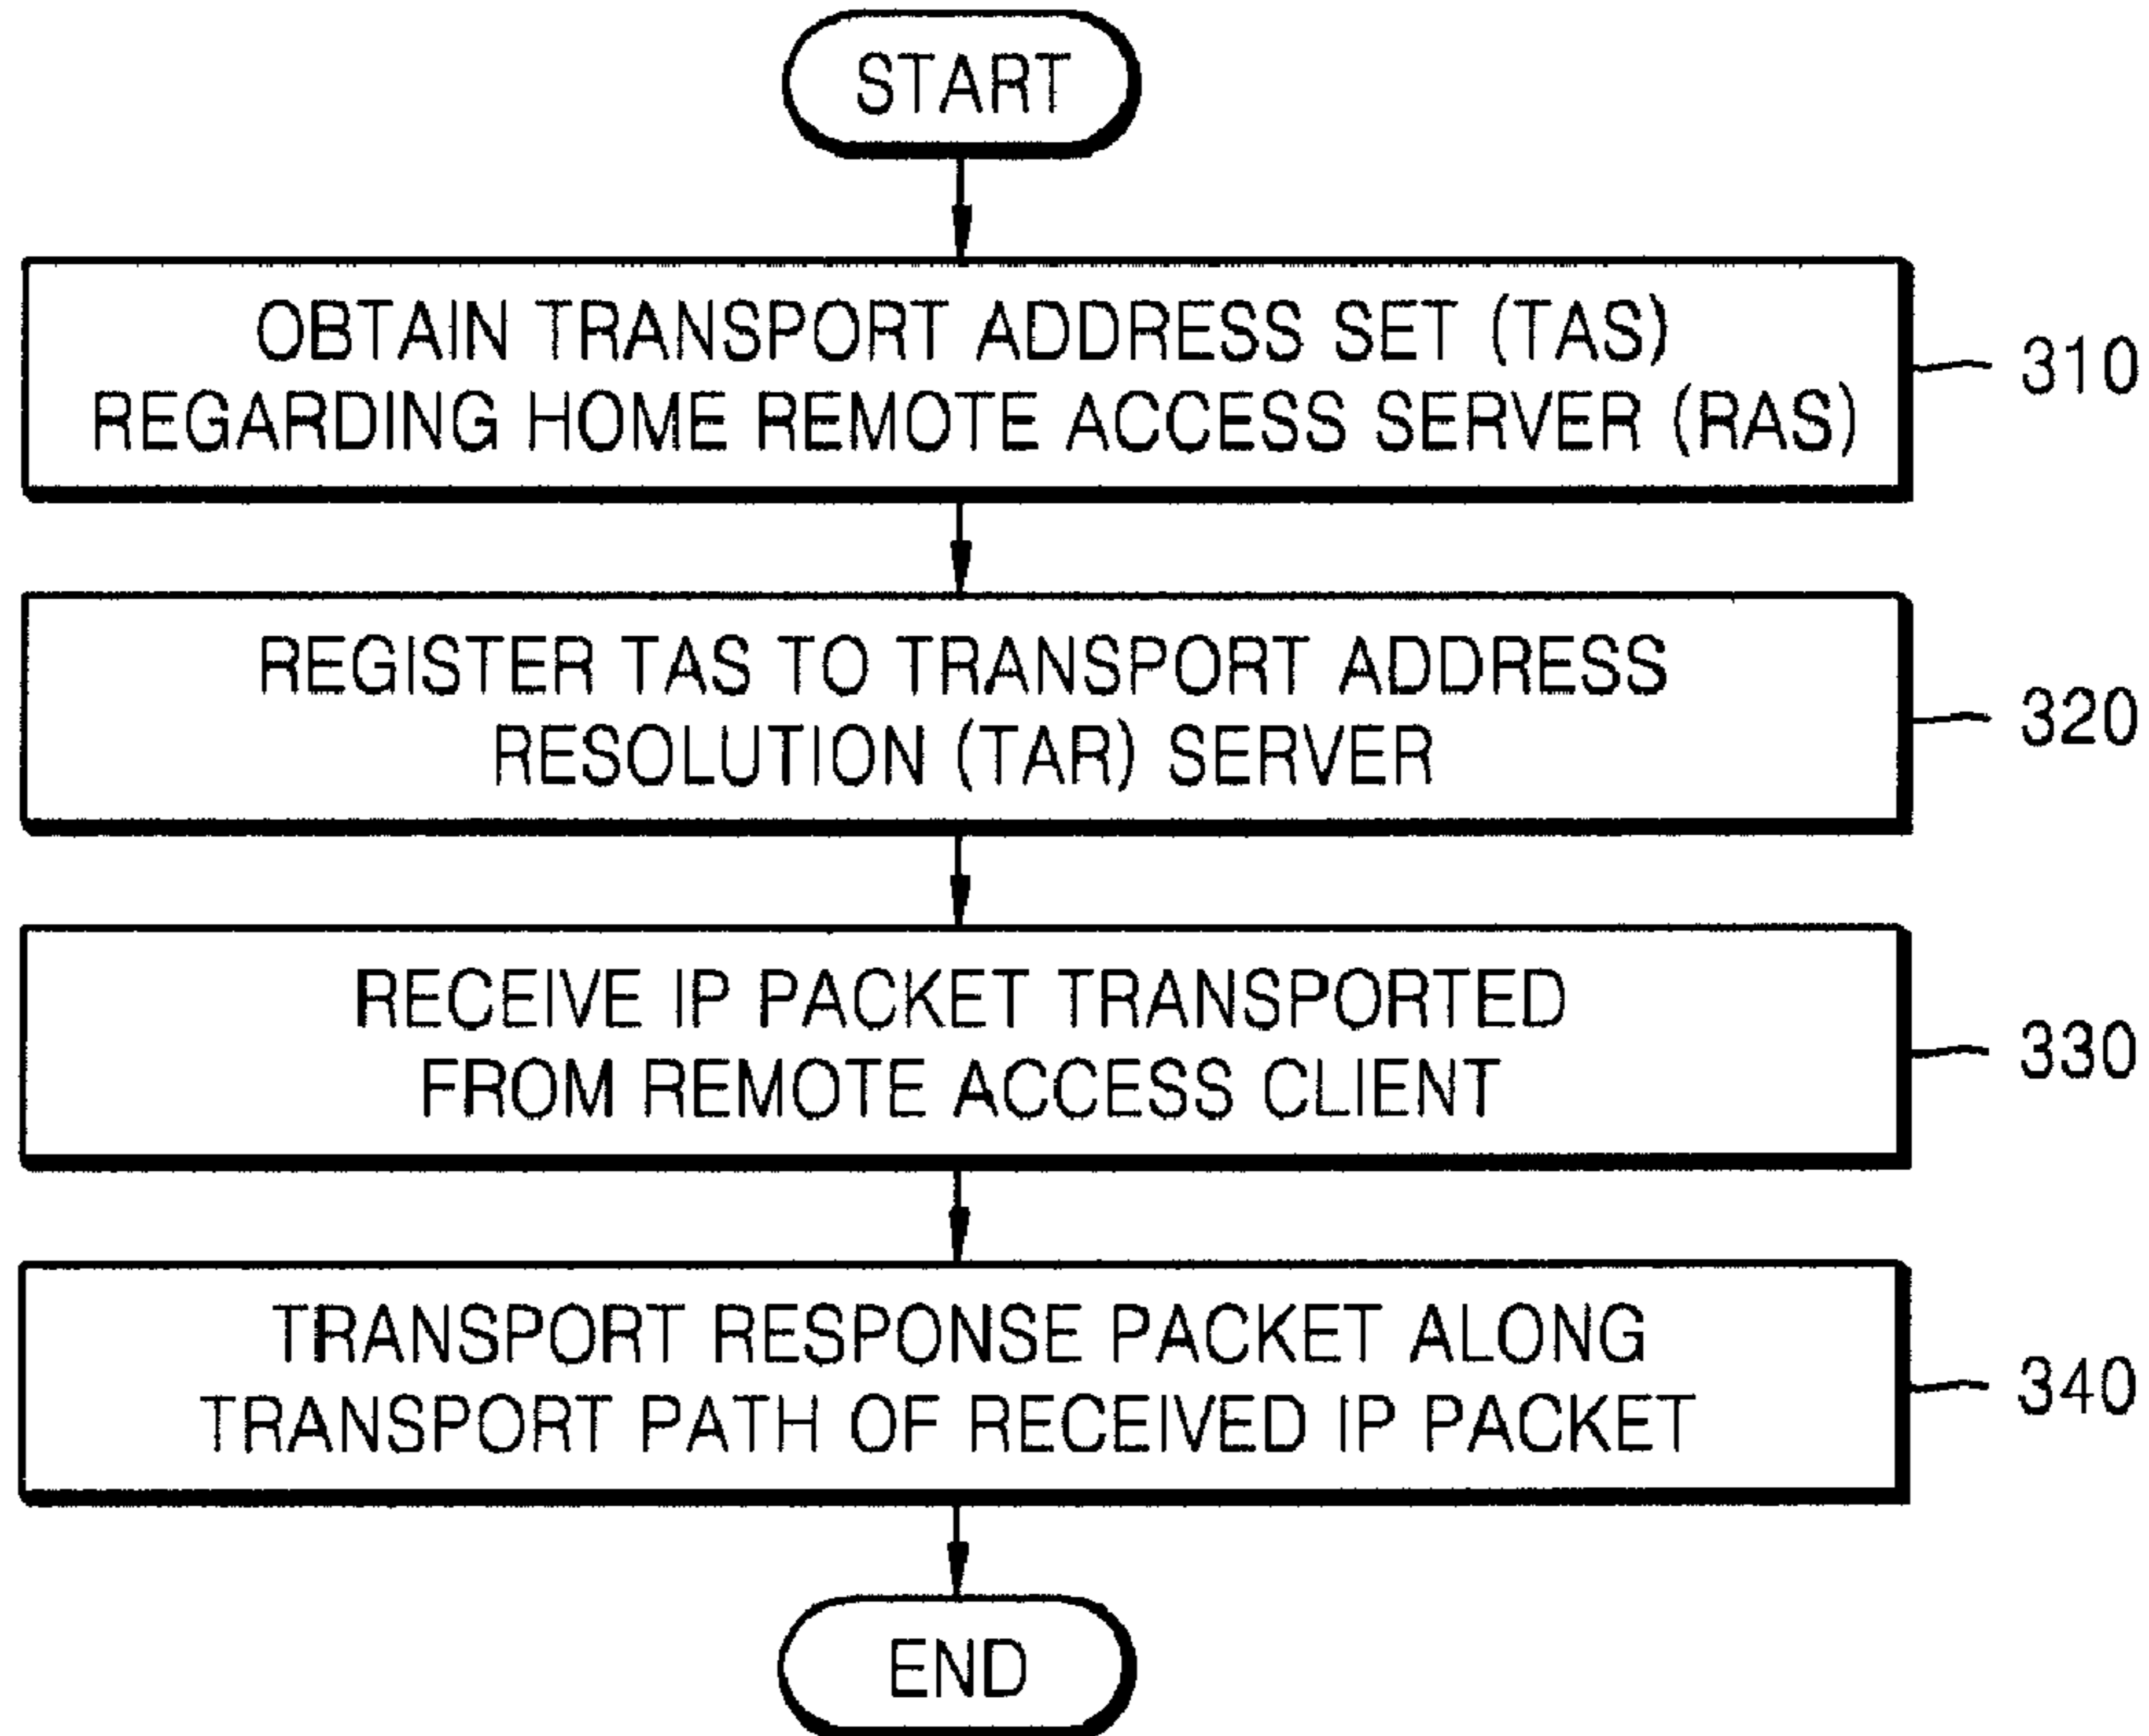 START
OBTAIN TRANSPORT ADDRESS SET (TAS)
REGARDING HOME REMOTE ACCESS SERVER (RAS)
310
REGISTER TAS TO TRANSPORT ADDRESS
RESOLUTION (TAR) SERVER
320
RECEIVE IP PACKET TRANSPORTED
FROM REMOTE ACCESS CLIENT
330
TRANSPORT RESPONSE PACKET ALONG
TRANSPORT PATH OF RECEIVED IP PACKET
340
END